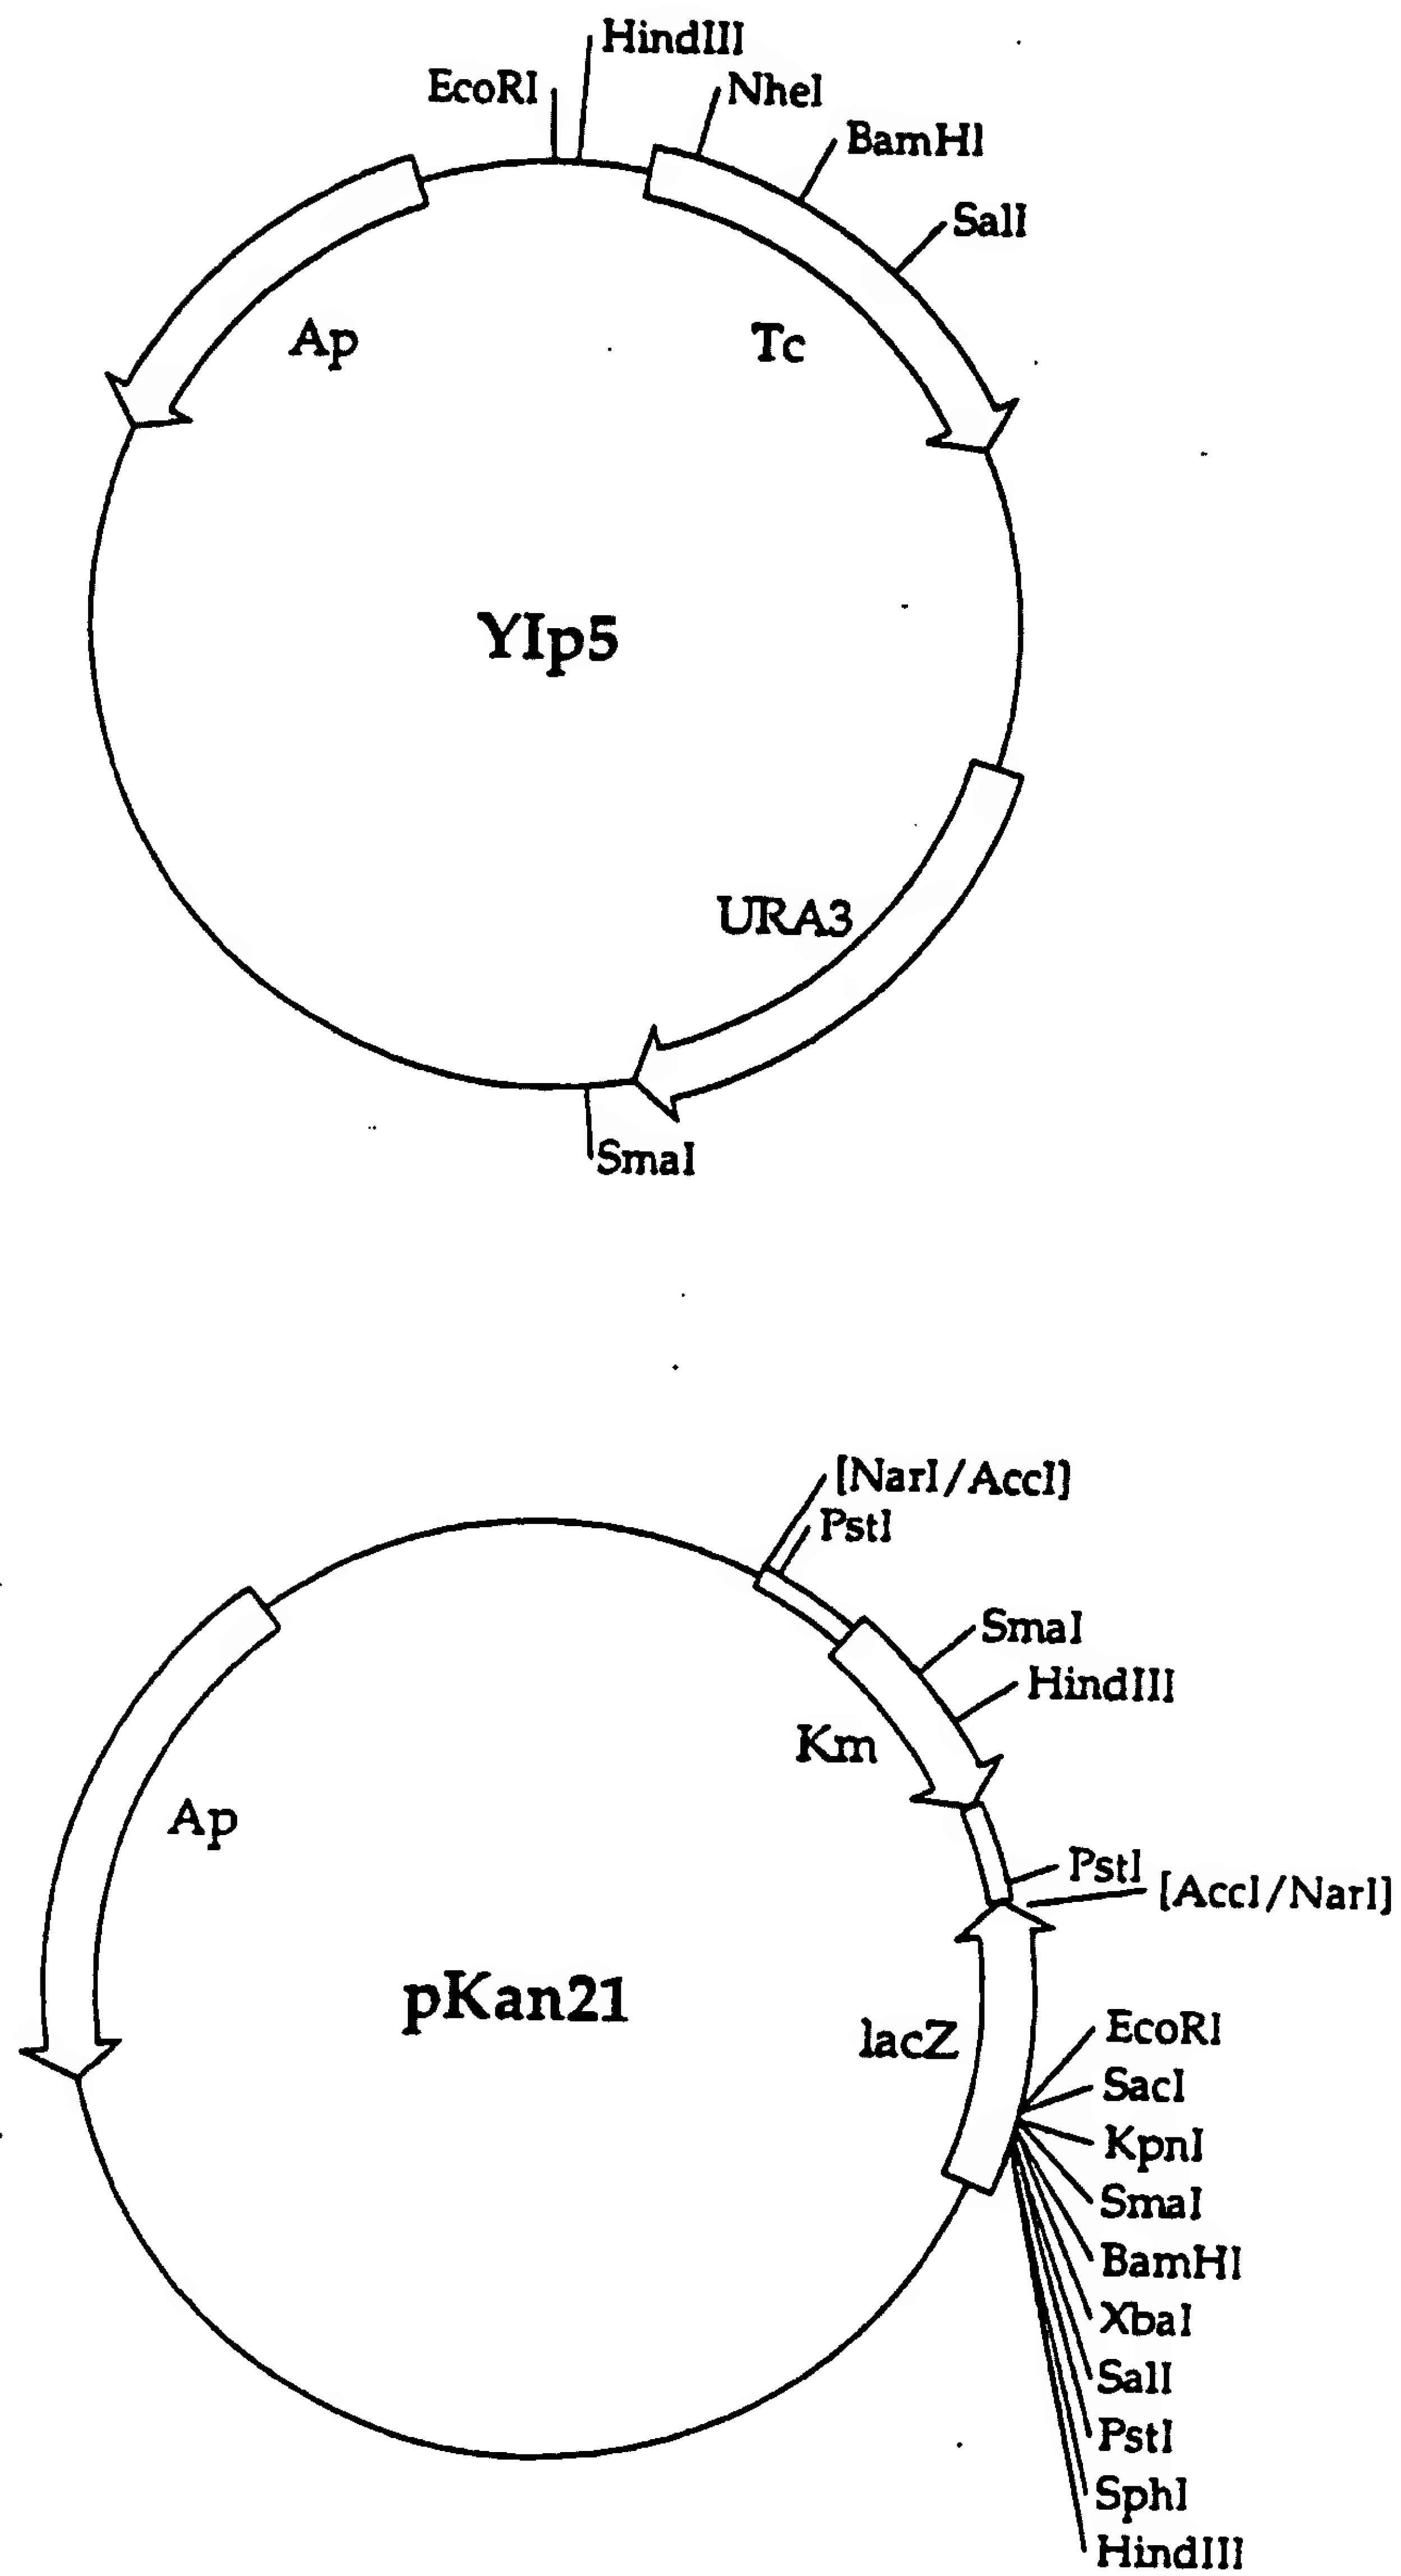 HindIII
EcoRI
NheI
BamHI
SalI
Ap
Tc
YIp5
URA3
SmaI
[NarI/AccI]
PstI
SmaI
HindIII
Km
Ap
PstI
[AccI/NarI]
pKan21
lacZ
EcoRI
SacI
KpnI
SmaI
BamHI
XbaI
SalI
PstI
SphI
HindIII